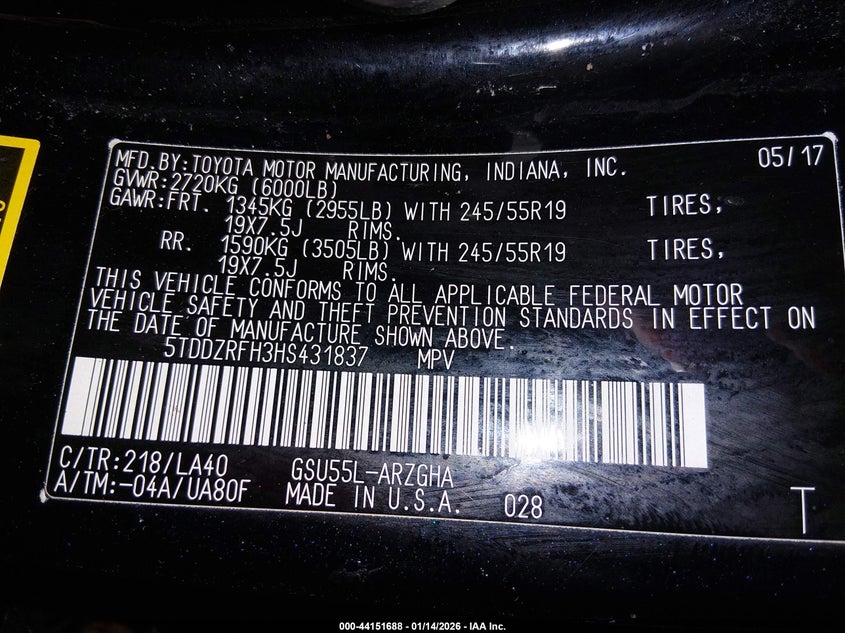 MFD.BY:TOYOTA MOTOR MANUFACTURING, INDIANA, INC. 05/17
GVWR:2720KG (6000LB)
GAWR:FRT. 1345KG (2955LB) WITH 245/55R19 TIRES,
19X7.5J RIMS.
RR. 1590KG (3505LB) WITH 245/55R19 TIRES,
19X7.5J RIMS.
THIS VEHICLE CONFORMS TO ALL APPLICABLE FEDERAL MOTOR
VEHICLE SAFETY AND THEFT PREVENTION STANDARDS IN EFFECT ON
THE DATE OF MANUFACTURE SHOWN ABOVE.
5TDDZRFH3HS431837 MPV
C/TR:218/LA40 GSU55L-ARZGHA
A/TM:-04A/UA80F MADE IN U.S.A. 028 T
000-44151688 - 01/14/2026 - IAA Inc.